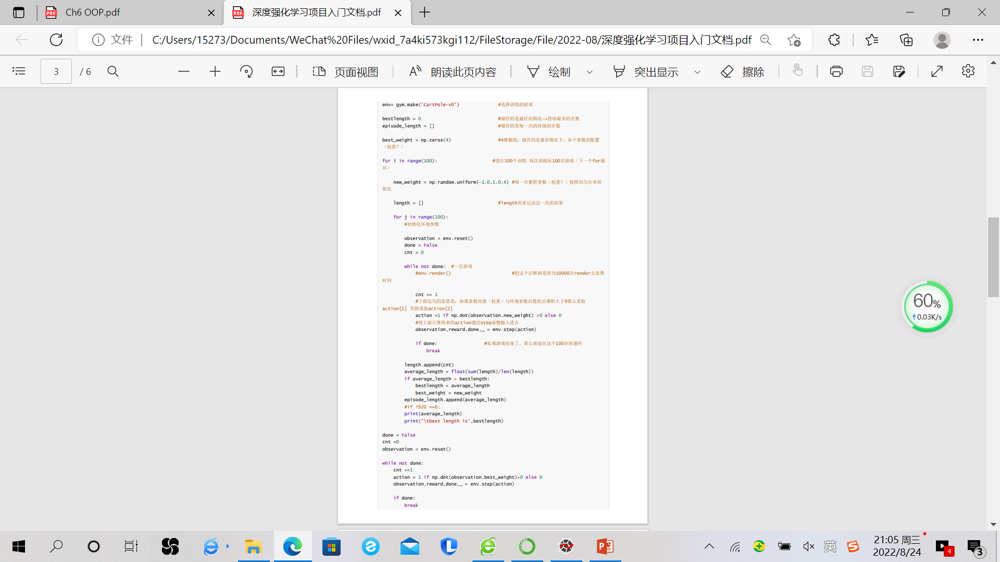 Ch6 OOP.pdf
深度强化学习项目入门文档.pdf
文件
C:/Users/15273/Documents/WeChat%20Files/wxid_7a4ki573kgi112/FileStorage/File/2022-08/深度强化学习项目入门文档.pdf
3 / 6
页面视图
朗读此页内容
绘制
突出显示
擦除
env= gym.make('CartPole-v0') #选择训练的游戏
bestlength = 0 #储存的是最好的情况->持续最多的次数
episode_length = [] #储存的是每一次的持续的步数
best_weight = np.zeros(4) #4维数组: 储存的是最好情况下，各个参数的配置
（权重？）
for i in range(100): #进行100个训练 每次训练玩100次游戏（下一个for循
环）
new_weight = np.random.uniform(-1.0,1.0,4) #每一次都把参数（权重？）按照均匀分布初
始化
length = [] #length用来记录这一次的结果
for j in range(100):
#初始化环境参数
observation = env.reset()
done = False
cnt = 0
while not done: #一次游戏
#env.render() #把这个注释掉是因为10000次render太浪费
时间
cnt += 1
#下面这句的意思是: 如果参数向量（权重）与环境参数向量的点乘积大于0那么采取
action[1] 否则采取action[2]
action =1 if np.dot(observation,new_weight) >0 else 0
#将上面计算得来的action通过step函数输入进去
observation,reward,done,_ = env.step(action)
if done: #如果游戏结束了，那么就退出这个100步的循环
break
length.append(cnt)
average_length = float(sum(length)/len(length))
if average_length > bestlength:
bestlength = average_length
best_weight = new_weight
episode_length.append(average_length)
#if i%20 ==0:
print(average_length)
print('\tbest length is',bestlength)
done = False
cnt =0
observation = env.reset()
while not done:
cnt +=1
action = 1 if np.dot(observation,best_weight)>0 else 0
observation,reward,done,_ = env.step(action)
if done:
break
60%
0.03K/s
英
21:05 周三
2022/8/24
4
3